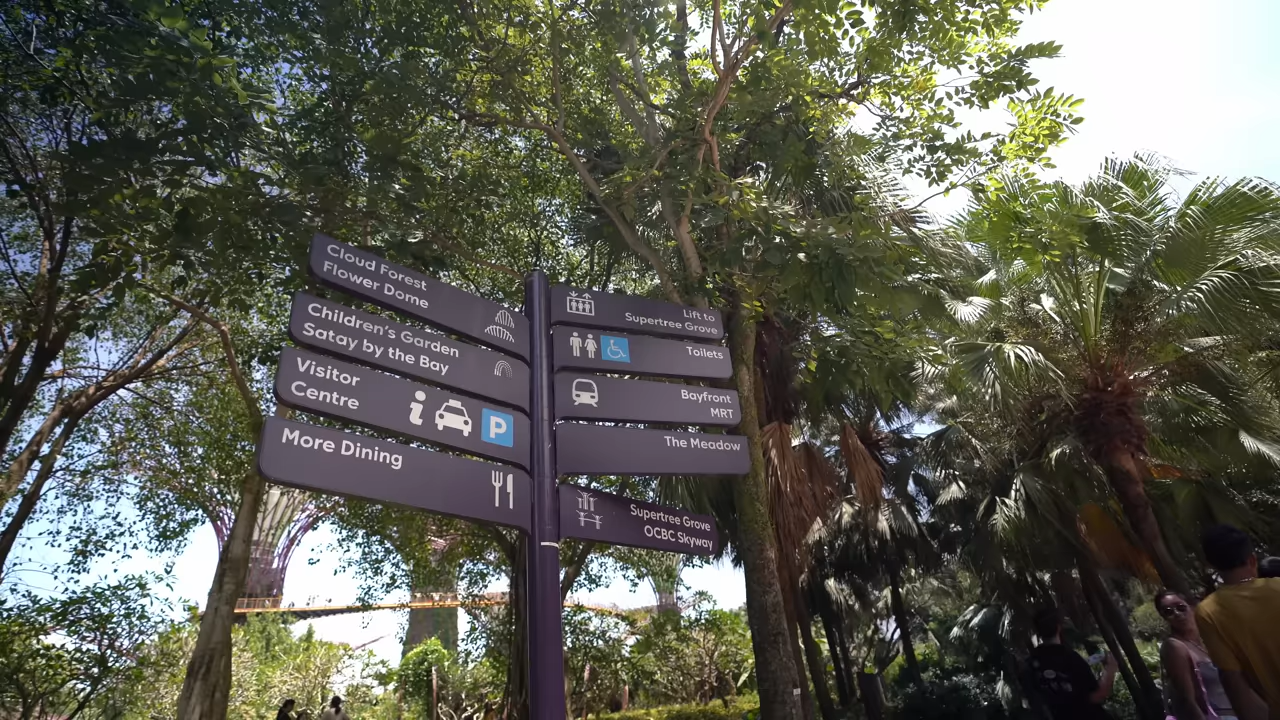 Cloud Forest
Flower Dome
Children's Garden
Satay by the Bay
Visitor
Centre
P
More Dining
Lift to
Supertree Grove
Toilets
Bayfront
MRT
The Meadow
Supertree Grove
OCBC Skyway